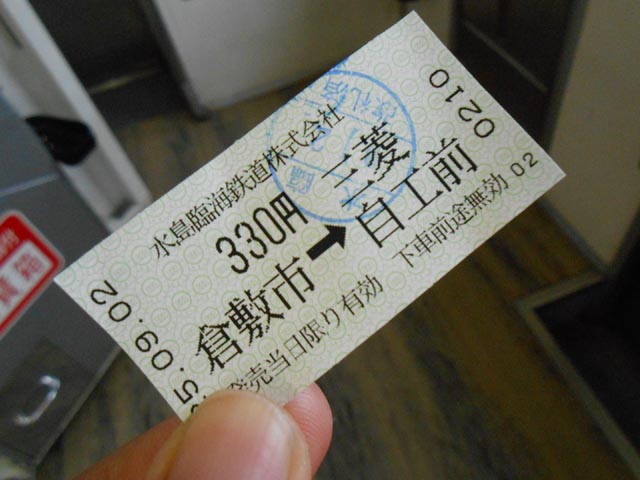 水島臨海鉄道株式会社
330円
三菱
倉敷市➡自工前
5.09.02
0210
発売当日限り有効
下車前途無効
02